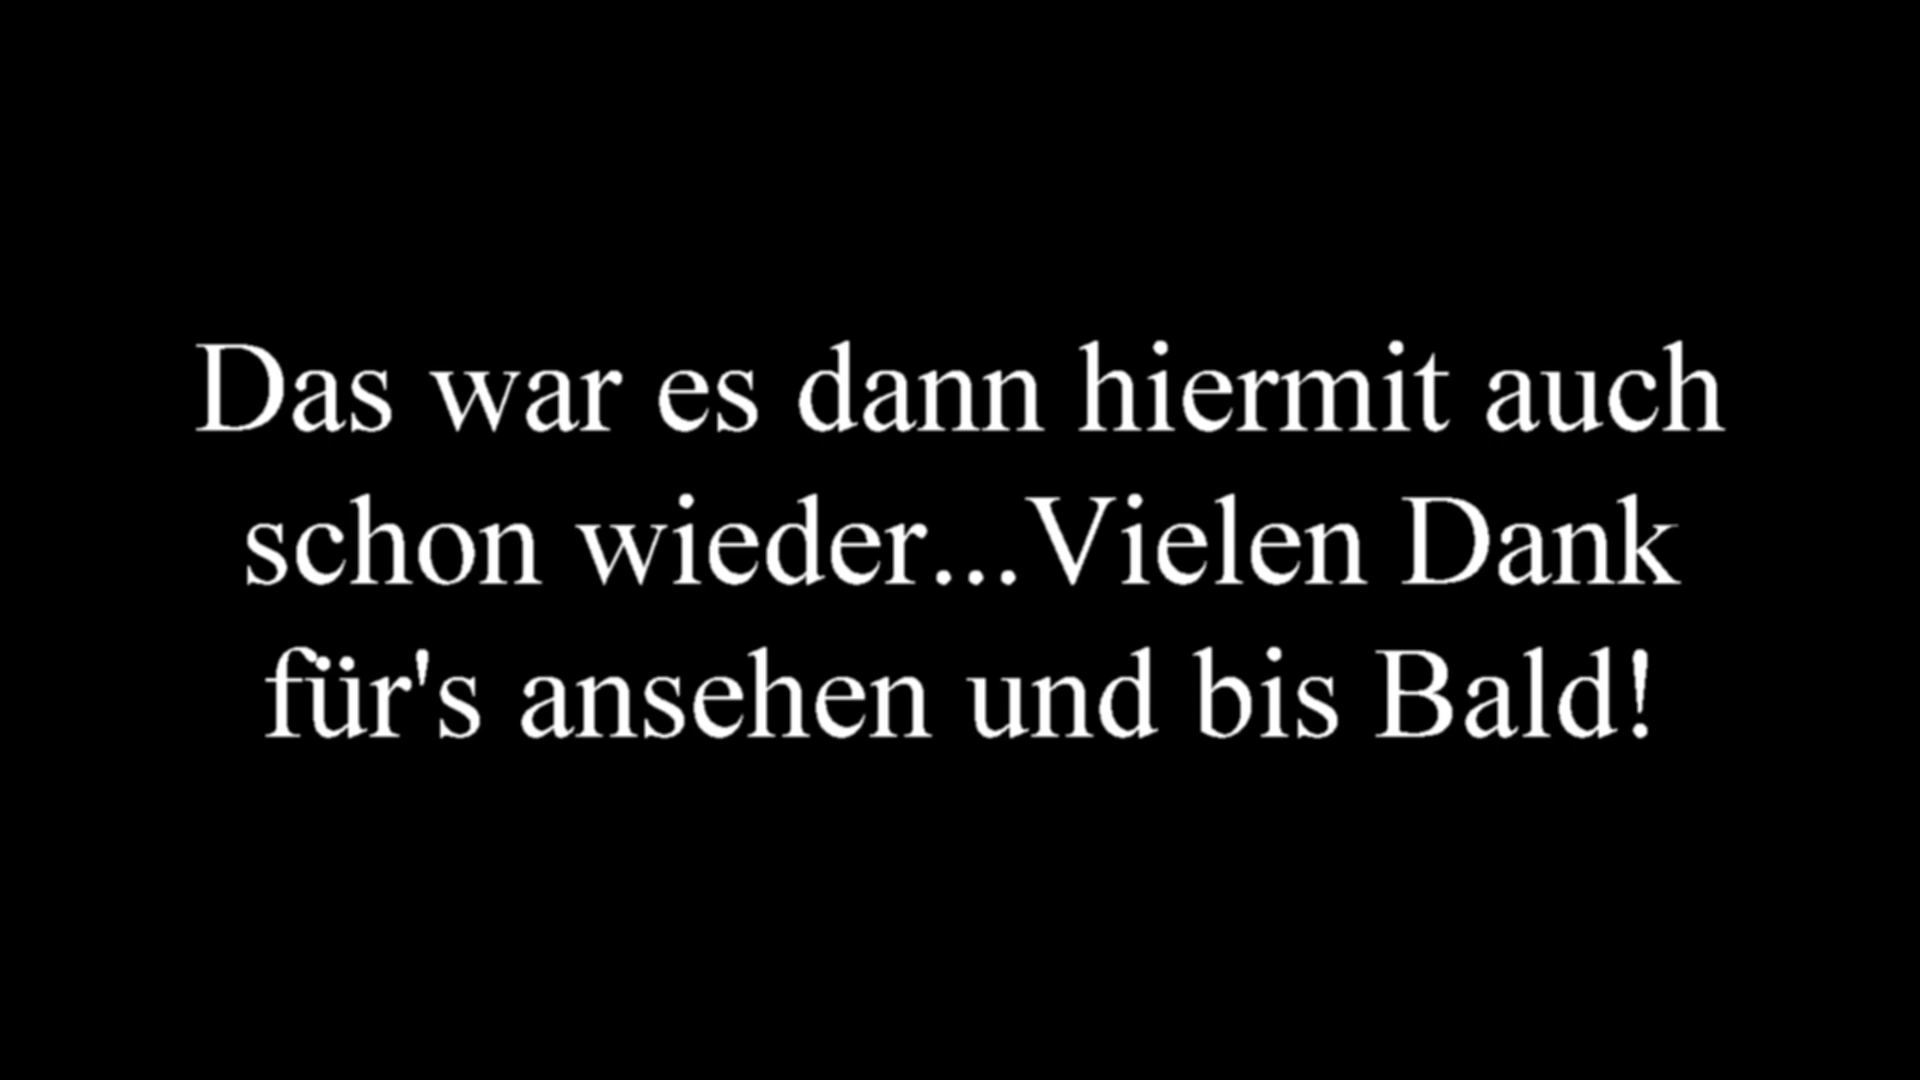 Das war es dann hiermit auch
schon wieder...Vielen Dank
für's ansehen und bis Bald!